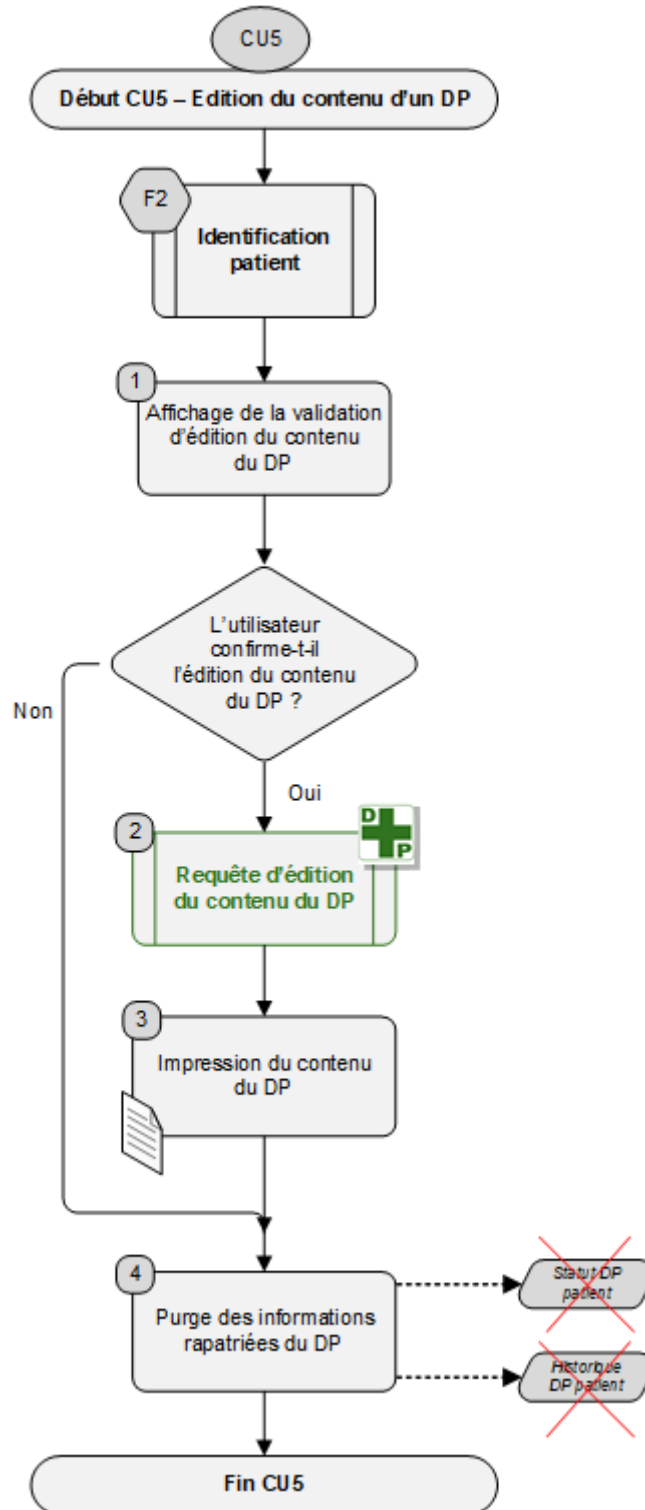 CU5
Début CU5 – Edition du contenu d'un DP
F2
Identification
patient
1
Affichage de la validation
d'édition du contenu
du DP
L'utilisateur
confirme-t-il
l'édition du contenu
du DP ?
Non
Oui
2
D
P
Requête d'édition
du contenu du DP
3
Impression du contenu
du DP
4
Purge des informations
rapatriées du DP
Statut DP
patient
Historique
DP patient
Fin CU5